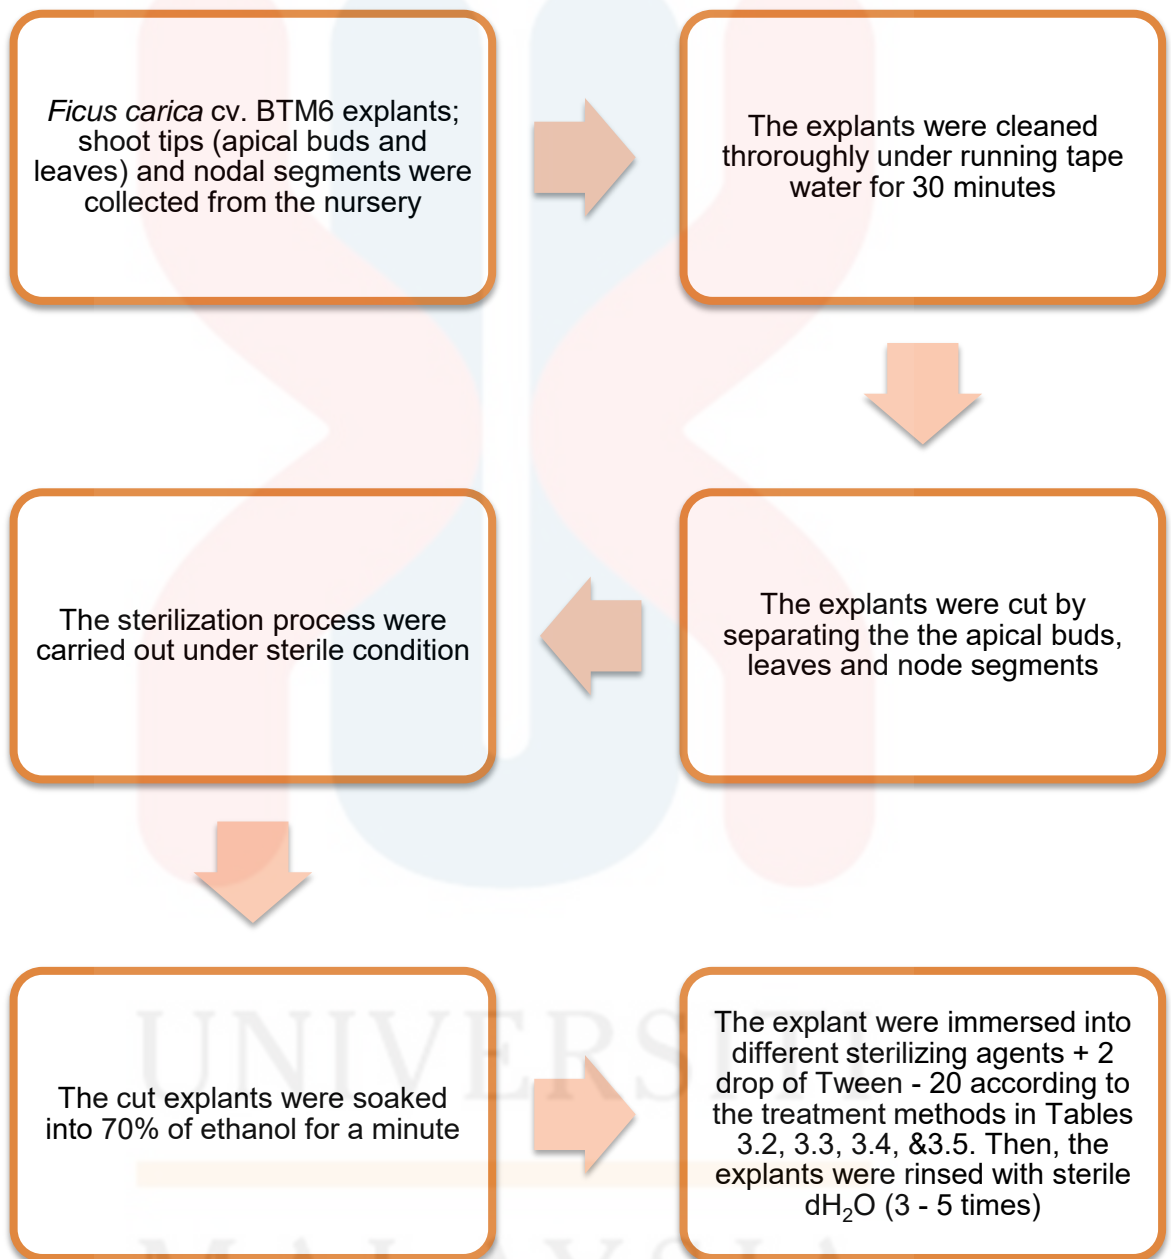 Ficus carica cv. BTM6 explants;
shoot tips (apical buds and
leaves) and nodal segments were
collected from the nursery
The explants were cleaned
throroughly under running tape
water for 30 minutes
The explants were cut by
separating the the apical buds,
leaves and node segments
The sterilization process were
carried out under sterile condition
The cut explants were soaked
into 70% of ethanol for a minute
The explant were immersed into
different sterilizing agents + 2
drop of Tween - 20 according to
the treatment methods in Tables
3.2, 3.3, 3.4, &3.5. Then, the
explants were rinsed with sterile
dH₂O (3 - 5 times)
UNIVERSITI
MALAYSIA